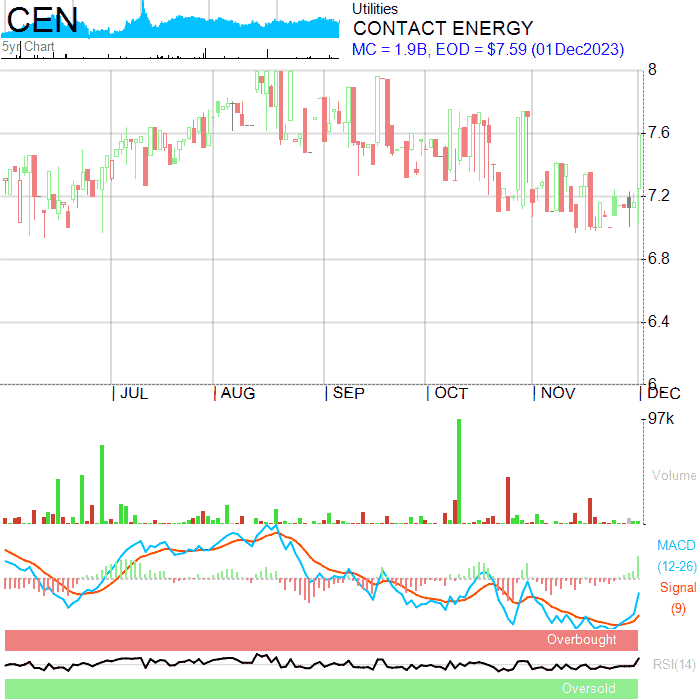 CEN
5yr Chart
Utilities
CONTACT ENERGY
MC = 1.9B, EOD = $7.59 (01Dec2023)
8
7.6
7.2
6.8
6.4
6
JUL
AUG
SEP
OCT
NOV
DEC
97k
Volume
MACD
(12-26)
Signal
(9)
Overbought
RSI(14)
Oversold